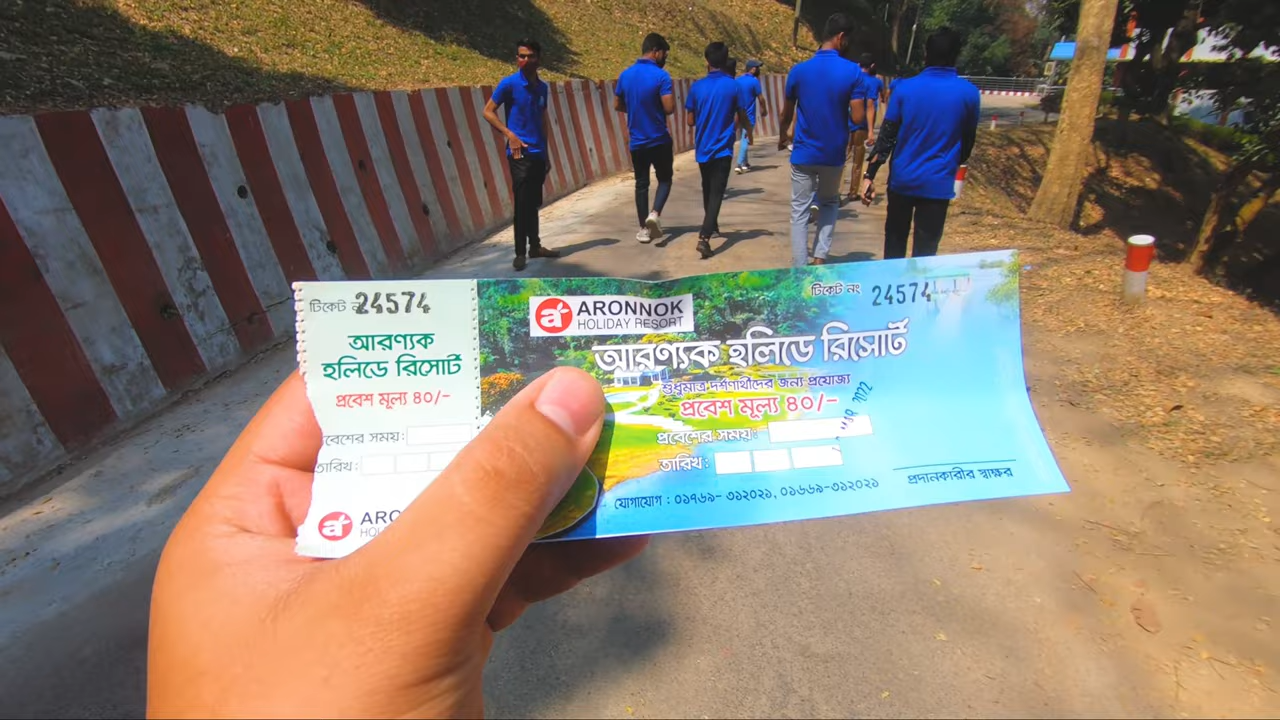 টিকেট নং 24574
আরণ্যক
হলিডে রিসোর্ট
প্রবেশ মূল্য ৪০/-
প্রবেশের সময়:
তারিখ:
a
টিকেট নং 24574
a ARONNOK
HOLIDAY RESORT
আরণ্যক হলিডে রিসোর্ট
শুধুমাত্র দর্শণার্থীদের জন্য প্রযোজ্য
প্রবেশ মূল্য ৪০/-
প্রবেশের সময়:
তারিখ:
প্রদানকারীর স্বাক্ষর
যোগাযোগ : ০১৭৬৯- ৩১২০২১, ০১৬৬৯-৩১২০২১